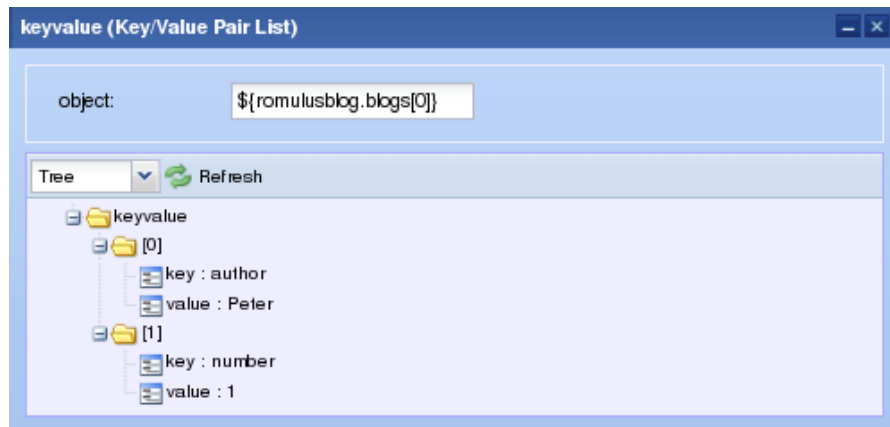 keyvalue (Key/Value Pair List)
object: ${romulusblog.blogs[0]}
Tree Refresh
keyvalue
[0]
key : author
value : Peter
[1]
key : number
value : 1